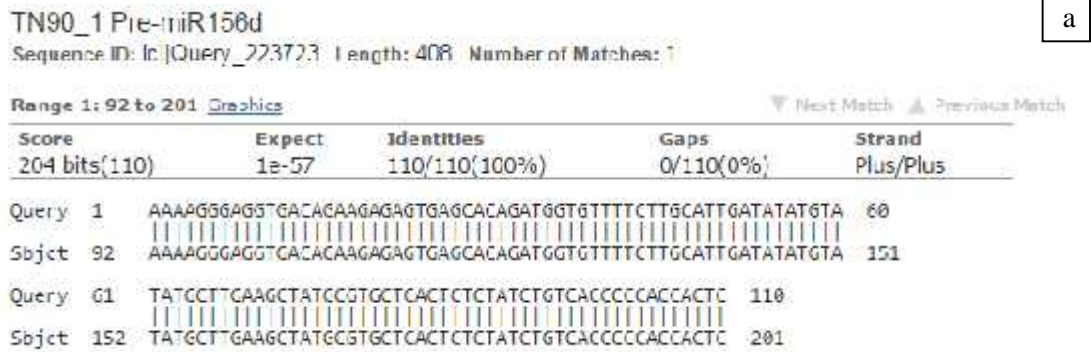 a
TN90_1 Pre-miR156d
Sequence ID: lcl|Query_223723 Length: 408 Number of Matches: 1
Range 1: 92 to 201 Graphics ▼ Next Match ▲ Previous Match
Score Expect Identities Gaps Strand
204 bits(110) 1e-57 110/110(100%) 0/110(0%) Plus/Plus
Query 1 AAAAGGGAGGTGACAGAAGAGAGTGAGCACAGATGGTGTTTTCTTGCATTGATATATGTA 60
Sbjct 92 AAAAGGGAGGTGACAGAAGAGAGTGAGCACAGATGGTGTTTTCTTGCATTGATATATGTA 151
Query 61 TATGCTTGAAGCTATGCGTGCTCACTCTCTATCTGTCACCCCCACCACTC 110
Sbjct 152 TATGCTTGAAGCTATGCGTGCTCACTCTCTATCTGTCACCCCCACCACTC 201